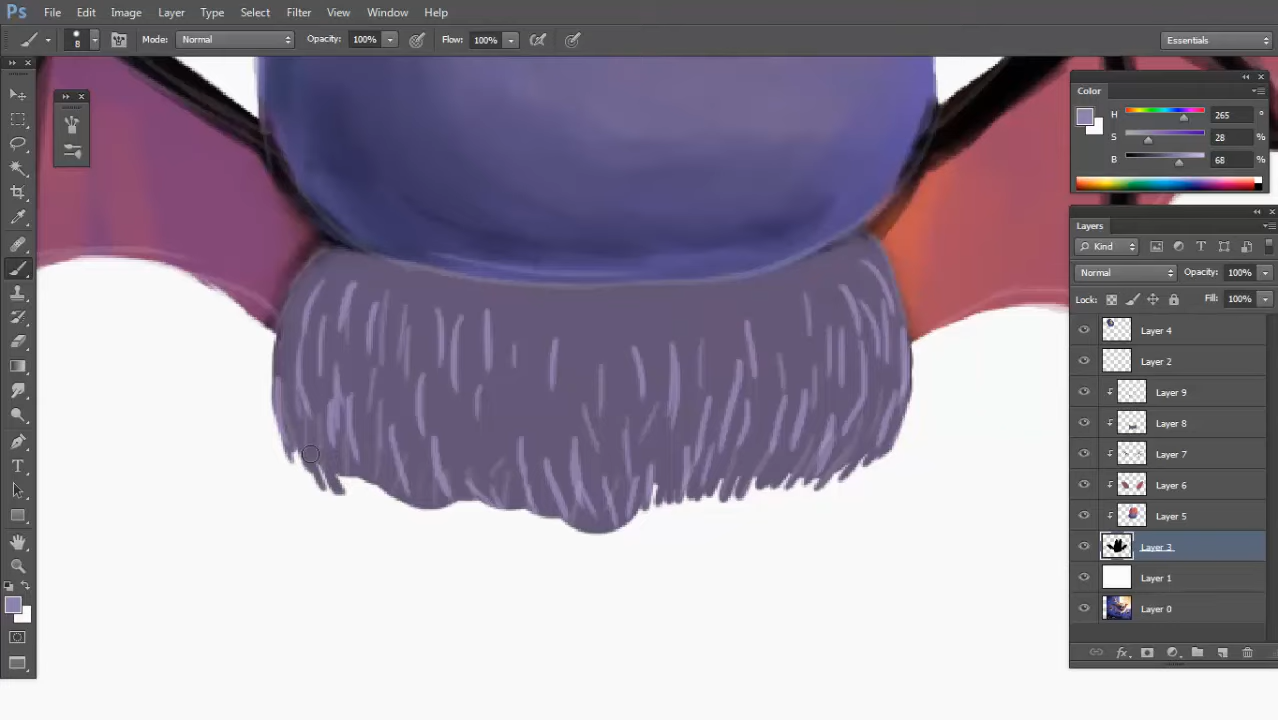 Ps File Edit Image Layer Type Select Filter View Window Help
8 Mode: Normal Opacity: 100% Flow: 100% Essentials
Color
H 265 °
S 28 %
B 68 %
Layers
Kind T
Normal Opacity: 100%
Lock: Fill: 100%
Layer 4
Layer 2
Layer 9
Layer 8
Layer 7
Layer 6
Layer 5
Layer 3
Layer 1
Layer 0
T
fx